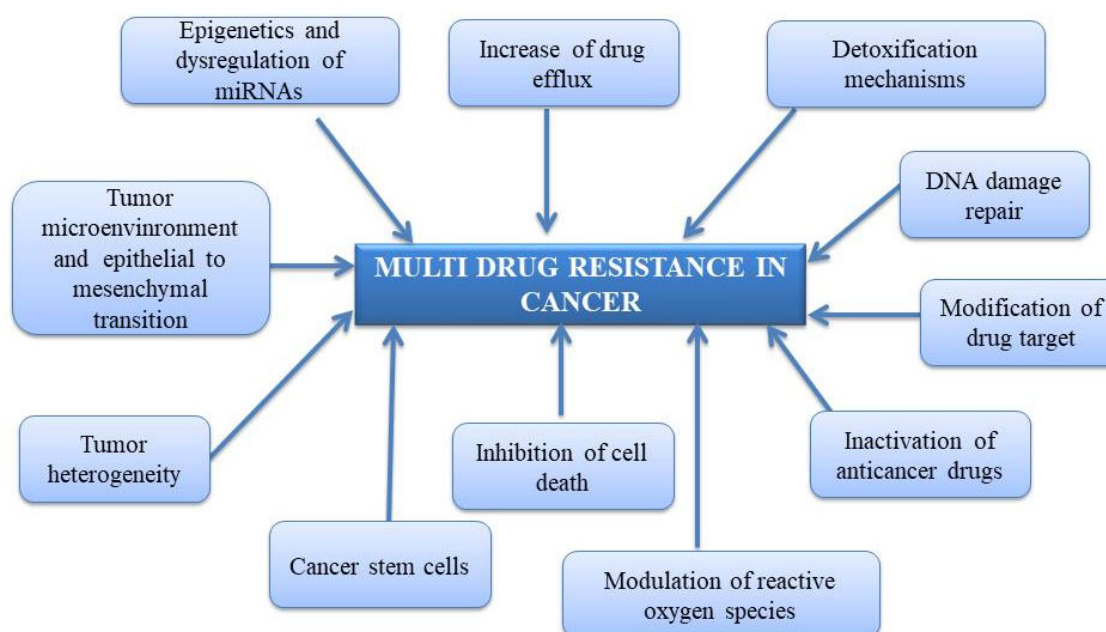 Epigenetics and
dysregulation of
miRNAs
Increase of drug
efflux
Detoxification
mechanisms
Tumor
microenvinronment
and epithelial to
mesenchymal
transition
DNA damage
repair
MULTI DRUG RESISTANCE IN
CANCER
Modification of
drug target
Tumor
heterogeneity
Inhibition of cell
death
Inactivation of
anticancer drugs
Cancer stem cells
Modulation of reactive
oxygen species